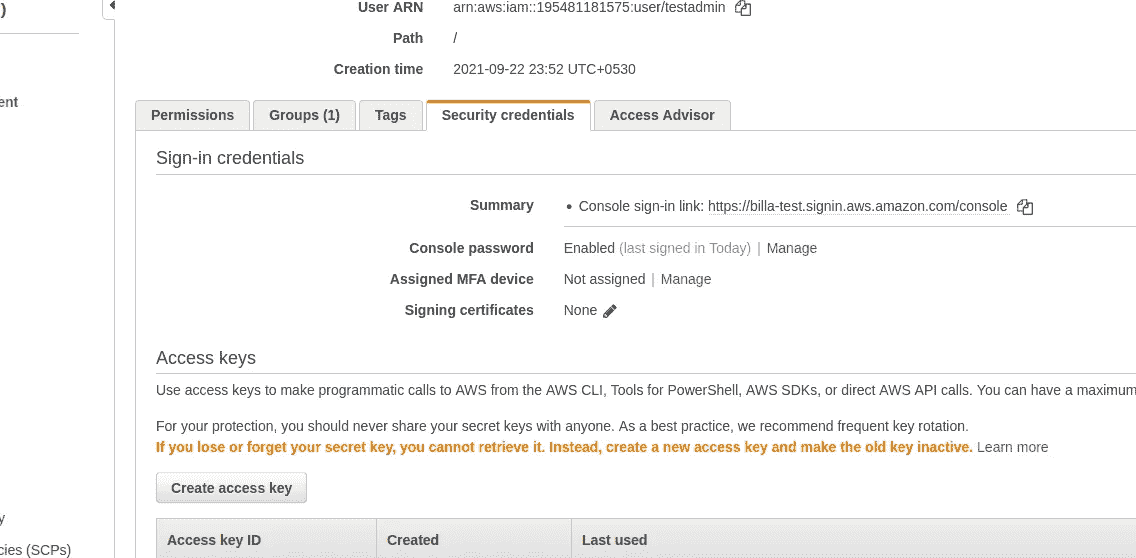 )
User ARN arn:aws:iam::195481181575:user/testadmin
Path /
Creation time 2021-09-22 23:52 UTC+0530
ent
Permissions Groups (1) Tags Security credentials Access Advisor
Sign-in credentials
Summary • Console sign-in link: https://billa-test.signin.aws.amazon.com/console
Console password Enabled (last signed in Today) | Manage
Assigned MFA device Not assigned | Manage
Signing certificates None
Access keys
Use access keys to make programmatic calls to AWS from the AWS CLI, Tools for PowerShell, AWS SDKs, or direct AWS API calls. You can have a maximum
For your protection, you should never share your secret keys with anyone. As a best practice, we recommend frequent key rotation.
If you lose or forget your secret key, you cannot retrieve it. Instead, create a new access key and make the old key inactive. Learn more
Create access key
y
Access key ID Created Last used
cies (SCPs)